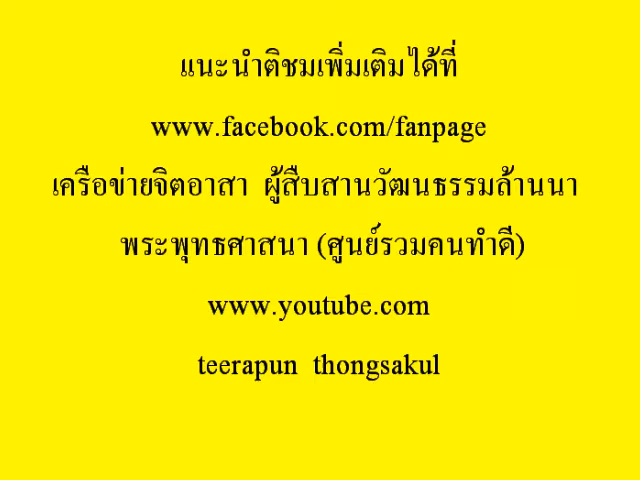 แนะนำติชมเพิ่มเติมได้ที่
www.facebook.com/fanpage
เครือข่ายจิตอาสา ผู้สืบสานวัฒนธรรมล้านนา
พระพุทธศาสนา (ศูนย์รวมคนทำดี)
www.youtube.com
teerapun thongsakul